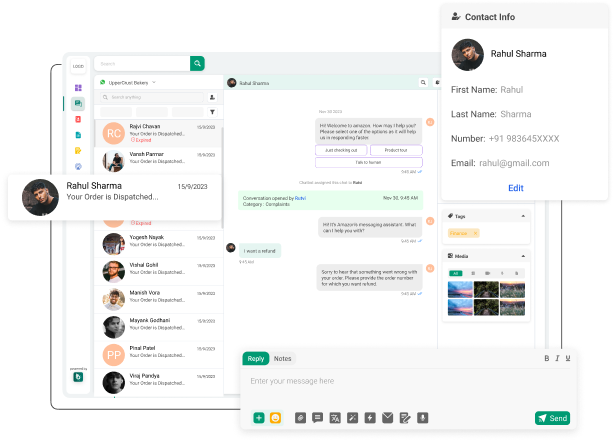 Contact Info
Rahul Sharma
First Name: Rahul
Last Name: Sharma
Number: +91 983645XXXX
Email: rahul@gmail.com
Edit
LOGO
Search
UpperCrust Bakery
Search anything
RC
Rajvi Chavan
15/9/2023
Your Order is Dispatched...
Expired
Vansh Parmar
15/9/2023
Your Order is Dispatched...
Rahul Sharma
15/9/2023
Your Order is Dispatched...
Expired
Yogesh Nayak
15/9/2023
Your Order is Dispatched...
Vishal Gohil
15/9/2023
Your Order is Dispatched...
Manish Vora
15/9/2023
Your Order is Dispatched...
Mayank Godhani
15/9/2023
Your Order is Dispatched...
PP
Pinal Patel
15/9/2023
Your Order is Dispatched...
Viraj Pandya
15/9/2023
Your Order is Dispatched...
powered by
Rahul Sharma
Nov 30 2023
Hi! Welcome to amazon. How may I help you?
Please select one of the options as it will help
us in responding faster.
Just checking out
Product tour
Talk to human
9:45 AM
Chatbot assigned this chat to Rutvi
Conversation opened by Rutvi
Nov 30, 9:45 AM
Category : Complaints
Hi! It's Amazon's messaging assistant. What
can I help you with?
9:45 AM
I want a refund
9:45 AM
Sorry to hear that something went wrong with
your order. Please provide the order number
for which you want refund.
9:45 AM
Tags
Finance
Media
All
Reply
Notes
B I U
Enter your message here
Send